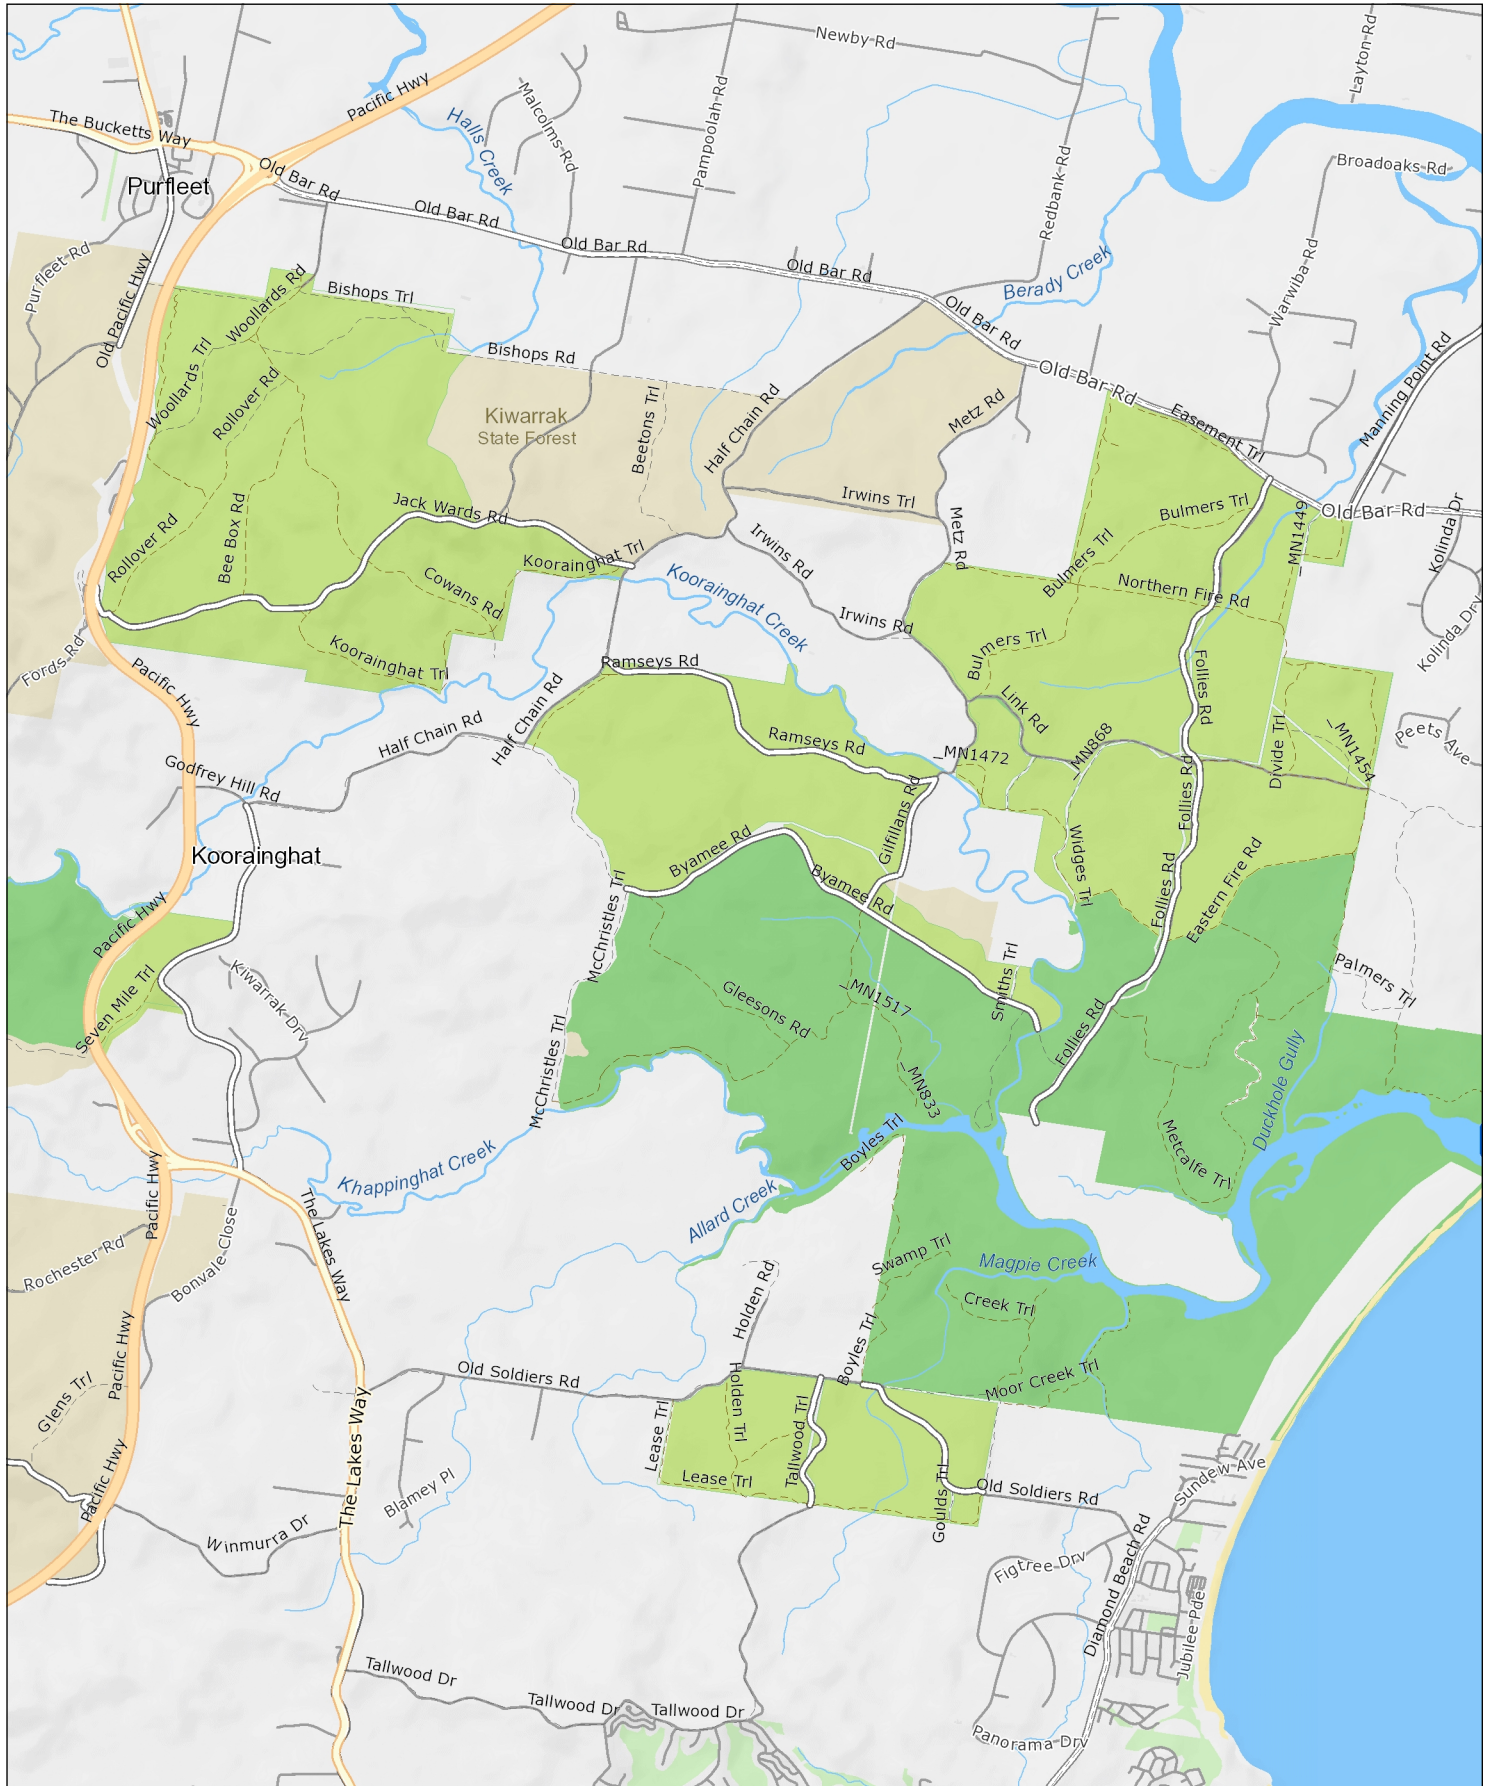 Newby Rd
Layton Rd
Pacific Hwy
Malcolms Rd
Pampoolah Rd
Halls Creek
The Bucketts Way
Redbank Rd
Broadoaks Rd
Old Bar Rd
Purfleet
Old Bar Rd
Old Bar Rd
Old Bar Rd
Purfleet Rd
Old Pacific Hwy
Woollards Rd
Bishops Trl
Berady Creek
Warwiba Rd
Old Bar Rd
Bishops Rd
Woollards Trl
Rollover Rd
Kiwarrak
State Forest
Beetons Trl
Half Chain Rd
Metz Rd
Old Bar Rd
Easement Trl
Manning Point Rd
Jack Wards Rd
Irwins Trl
Bulmers Trl
Old Bar Rd
_MN1449
Kolinda Dr
Rollover Rd
Bee Box Rd
Koorainghat Trl
Irwins Rd
Metz Rd
Bulmers Trl
Cowans Rd
Koorainghat Creek
Northern Fire Rd
Irwins Rd
Kolinda Drv
Fords Rd
Koorainghat Trl
Ramseys Rd
Bulmers Trl
Pacific Hwy
Half Chain Rd
Half Chain Rd
Link Rd
Follies Rd
Ramseys Rd
_MN868
_MN1472
Divide Trl
_MN1454
Peets Ave
Godfrey Hill Rd
Follies Rd
Koorainghat
Gilfillans Rd
Byamee Rd
Widges Trl
Byamee Rd
Follies Rd
Eastern Fire Rd
Pacific Hwy
McChristles Trl
Seven Mile Trl
Kiwarrak Drv
Gleesons Rd
_MN1517
Smiths Trl
Palmers Trl
Follies Rd
McChristles Trl
_MN833
Duckhole Gully
Metcalfe Trl
Boyles Trl
Khappinghat Creek
Allard Creek
Pacific Hwy
The Lakes Way
Rochester Rd
Bonvale Close
Swamp Trl
Magpie Creek
Creek Trl
Holden Rd
Boyles Trl
Pacific Hwy
Old Soldiers Rd
Moor Creek Trl
Glens Trl
Holden Trl
Tallwood Trl
Lease Trl
The Lakes Way
Lease Trl
Pacific Hwy
Blamey Pl
Goulds Trl
Old Soldiers Rd
Sundew Ave
Winmurra Dr
Figtree Drv
Diamond Beach Rd
Jubilee Pde
Tallwood Dr
Tallwood Dr
Tallwood Dr
Panorama Drv